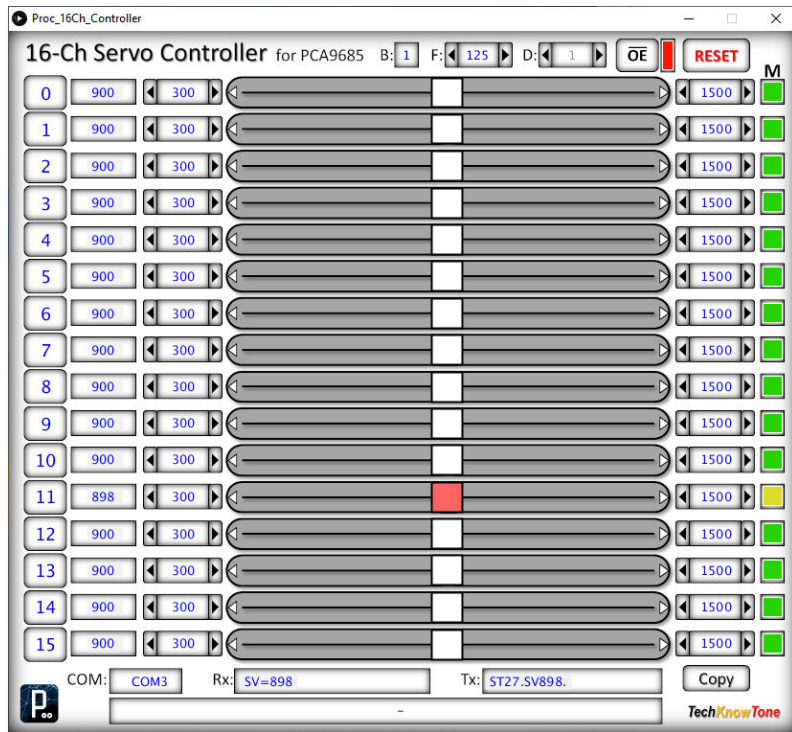 Proc_16Ch_Controller
16-Ch Servo Controller for PCA9685 B: 1 F: 125 D: 1 OE RESET
M
0 900 300 1500
1 900 300 1500
2 900 300 1500
3 900 300 1500
4 900 300 1500
5 900 300 1500
6 900 300 1500
7 900 300 1500
8 900 300 1500
9 900 300 1500
10 900 300 1500
11 898 300 1500
12 900 300 1500
13 900 300 1500
14 900 300 1500
15 900 300 1500
COM: COM3 Rx: SV=898 Tx: ST27.SV898. Copy
P. -
TechKnowTone